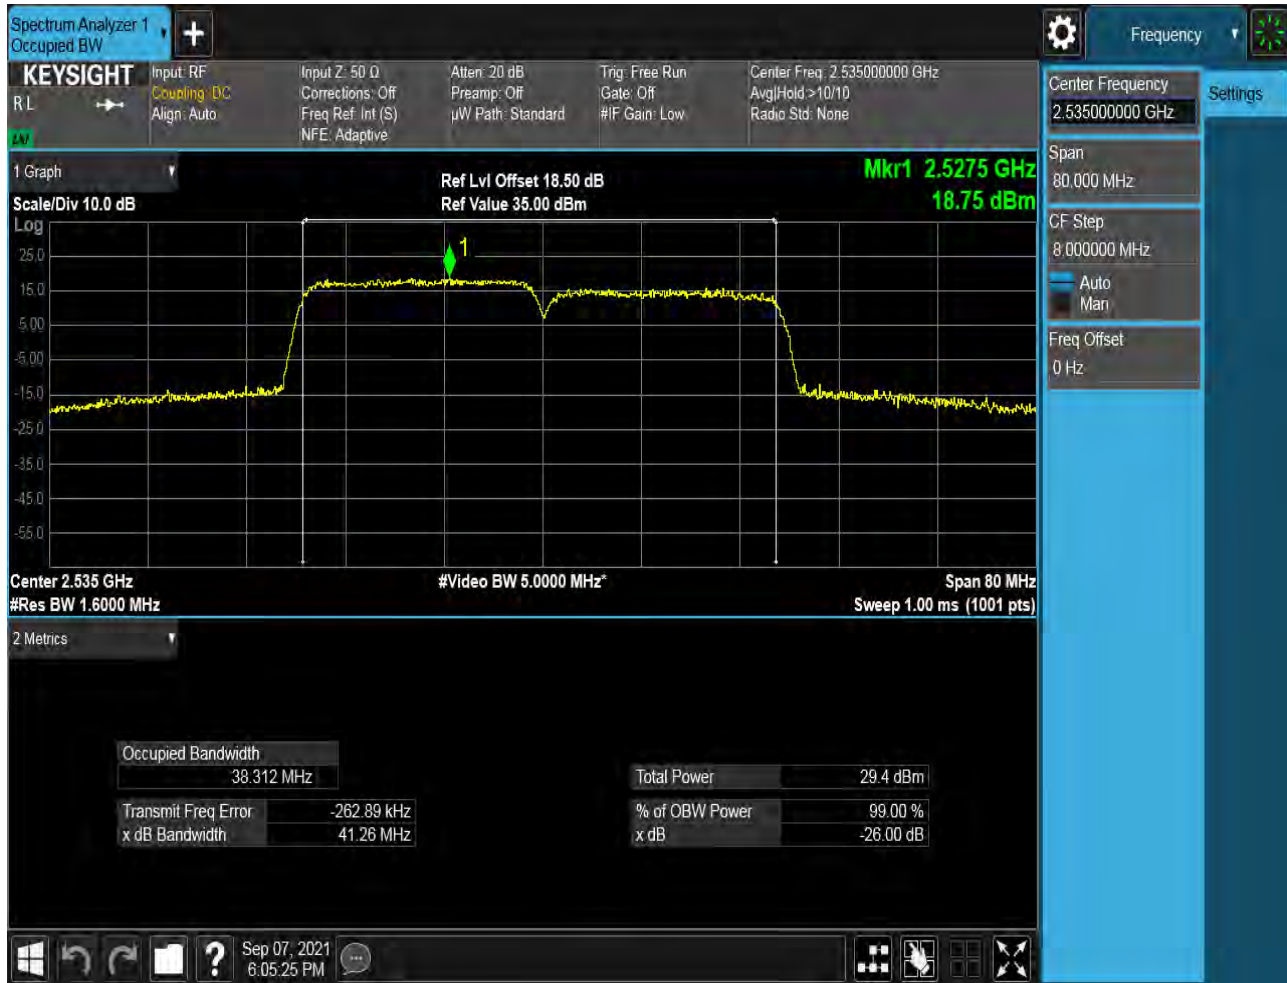 Spectrum Analyzer 1
Occupied BW
Frequency
KEYSIGHT
R L
LXI
Input: RF
Coupling: DC
Align: Auto
Input Z: 50 Ω
Corrections: Off
Freq Ref: Int (S)
NFE: Adaptive
Atten: 20 dB
Preamp: Off
µW Path: Standard
Trig: Free Run
Gate: Off
#IF Gain: Low
Center Freq: 2.535000000 GHz
Avg|Hold:>10/10
Radio Std: None
Center Frequency
2.535000000 GHz
Settings
Span
80.000 MHz
CF Step
8.000000 MHz
Auto
Man
Freq Offset
0 Hz
1 Graph
Scale/Div 10.0 dB
Ref Lvl Offset 18.50 dB
Ref Value 35.00 dBm
Mkr1 2.5275 GHz
18.75 dBm
Log
25.0
15.0
5.00
-5.00
-15.0
-25.0
-35.0
-45.0
-55.0
1
Center 2.535 GHz
#Res BW 1.6000 MHz
#Video BW 5.0000 MHz*
Span 80 MHz
Sweep 1.00 ms (1001 pts)
2 Metrics
Occupied Bandwidth
38.312 MHz
Transmit Freq Error -262.89 kHz
x dB Bandwidth 41.26 MHz
Total Power 29.4 dBm
% of OBW Power 99.00 %
x dB -26.00 dB
?
Sep 07, 2021
6:05:25 PM